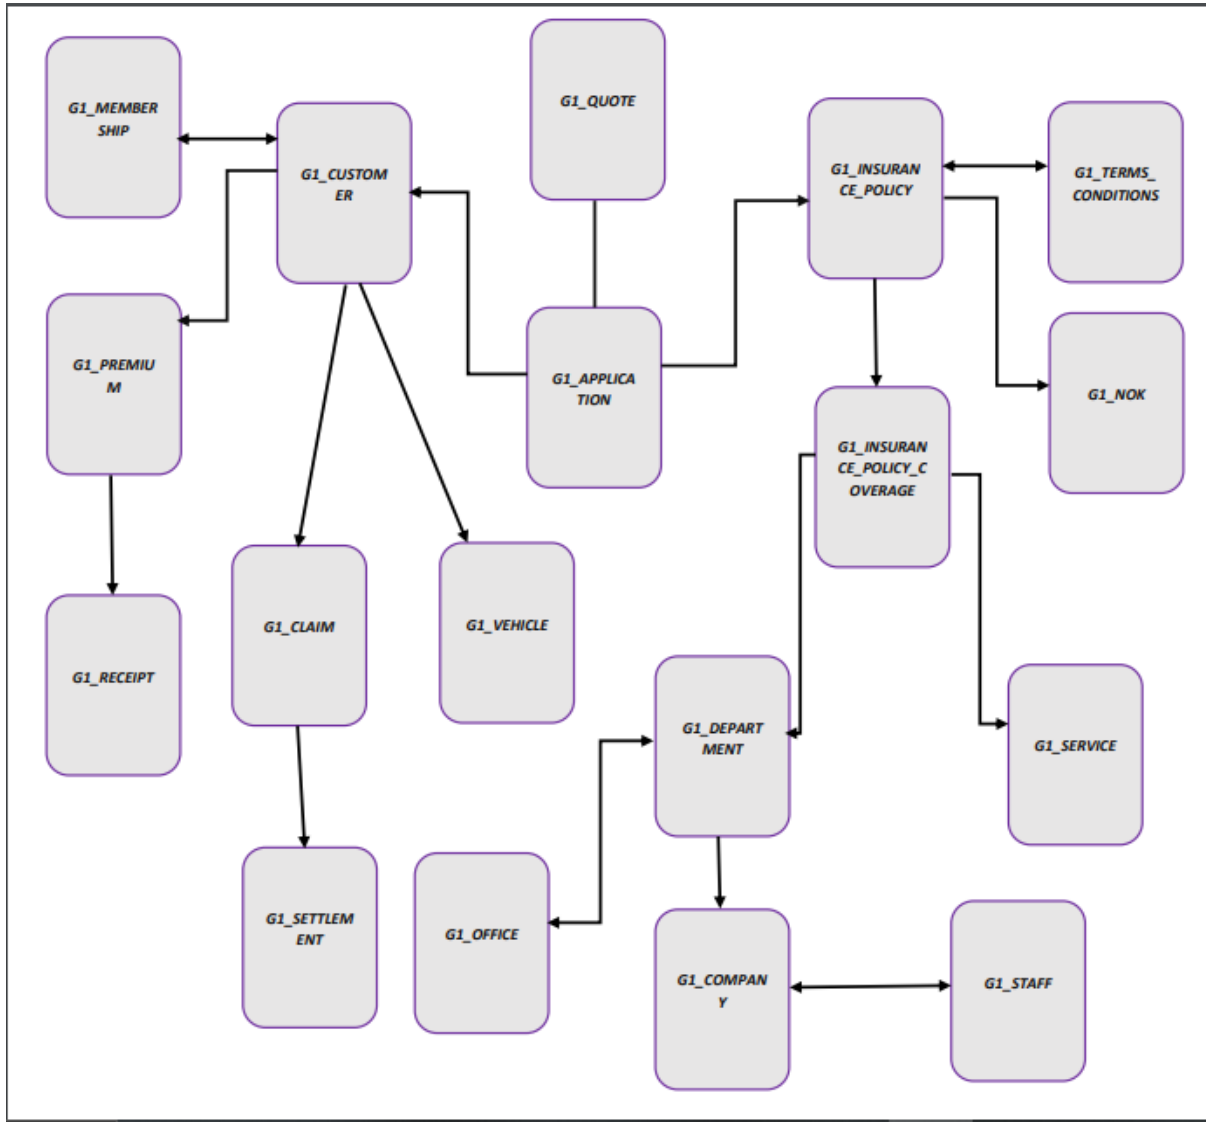 G1_MEMBER
SHIP
G1_CUSTOM
ER
G1_QUOTE
G1_INSURAN
CE_POLICY
G1_TERMS_
CONDITIONS
G1_PREMIU
M
G1_APPLICA
TION
G1_NOK
G1_INSURAN
CE_POLICY_C
OVERAGE
G1_RECEIPT
G1_CLAIM
G1_VEHICLE
G1_DEPART
MENT
G1_SERVICE
G1_SETTLEM
ENT
G1_OFFICE
G1_COMPAN
Y
G1_STAFF